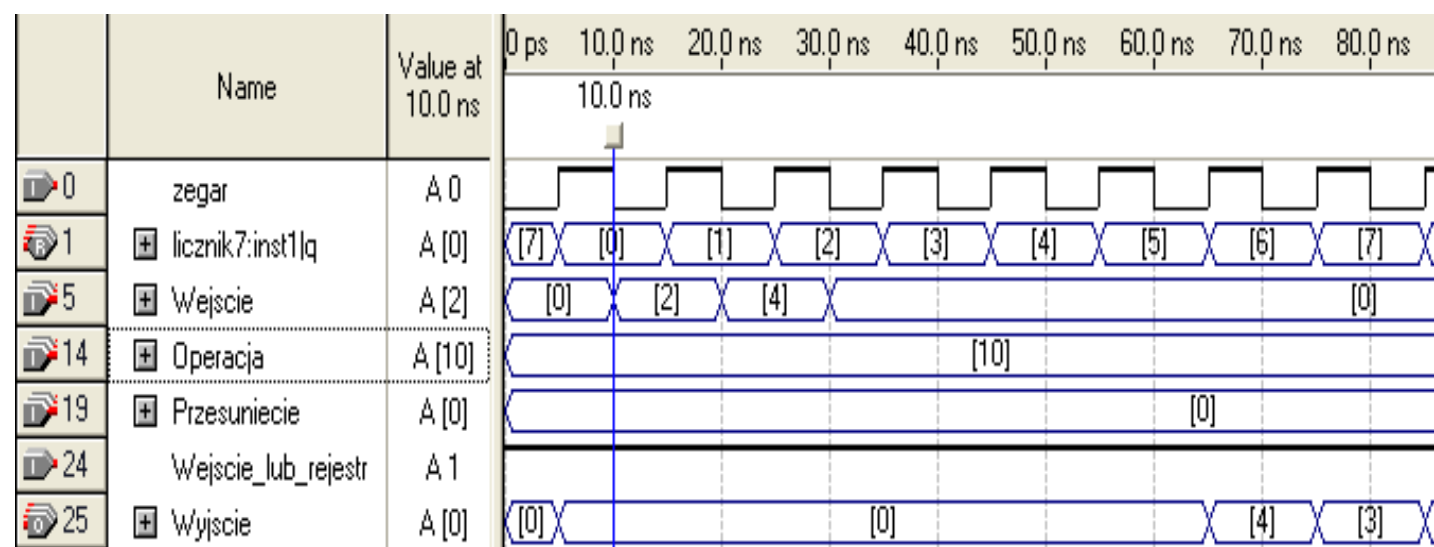 Name Value at 10.0 ns 0 ps 10.0 ns 20.0 ns 30.0 ns 40.0 ns 50.0 ns 60.0 ns 70.0 ns 80.0 ns
10.0 ns
0 zegar A 0
1 licznik7:inst1|q A [0] [7] [0] [1] [2] [3] [4] [5] [6] [7]
5 Wejscie A [2] [0] [2] [4] [0]
14 Operacja A [10] [10]
19 Przesuniecie A [0] [0]
24 Wejscie_lub_rejestr A 1
25 Wyjscie A [0] [0] [0] [4] [3]